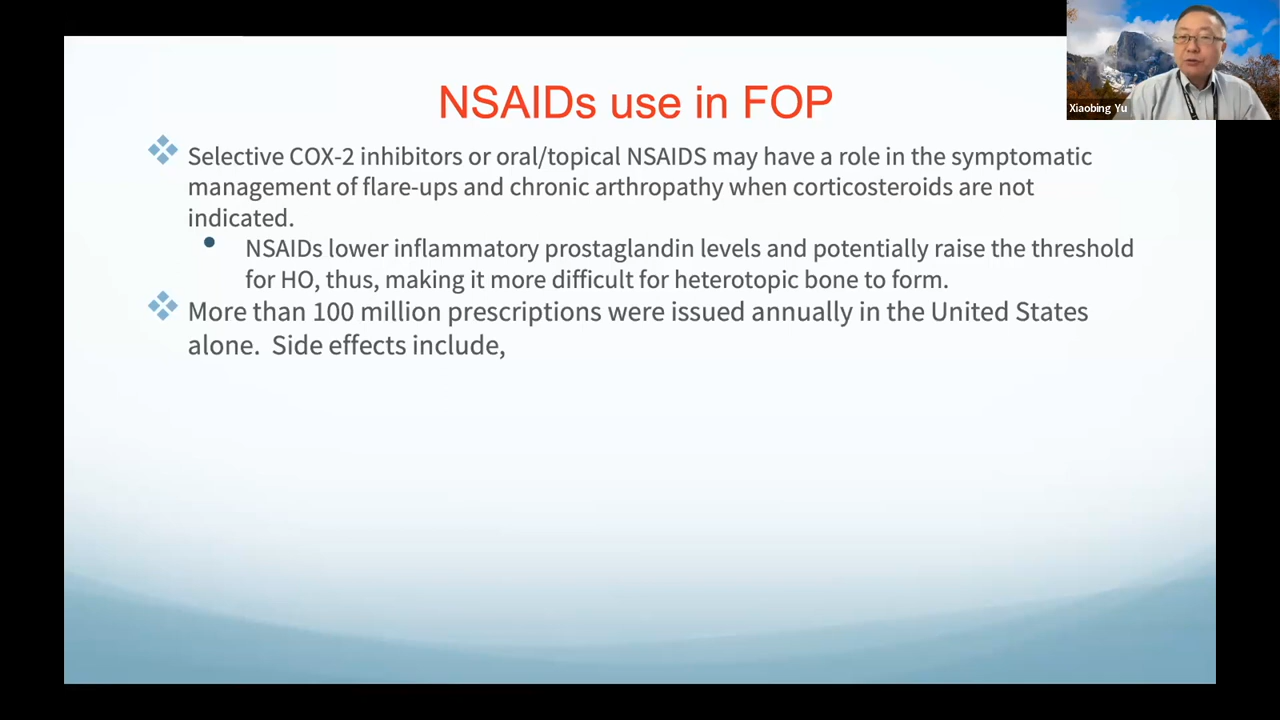 NSAIDs use in FOP
Selective COX-2 inhibitors or oral/topical NSAIDS may have a role in the symptomatic
management of flare-ups and chronic arthropathy when corticosteroids are not
indicated.
NSAIDs lower inflammatory prostaglandin levels and potentially raise the threshold
for HO, thus, making it more difficult for heterotopic bone to form.
More than 100 million prescriptions were issued annually in the United States
alone.  Side effects include,
Xiaobing Yu